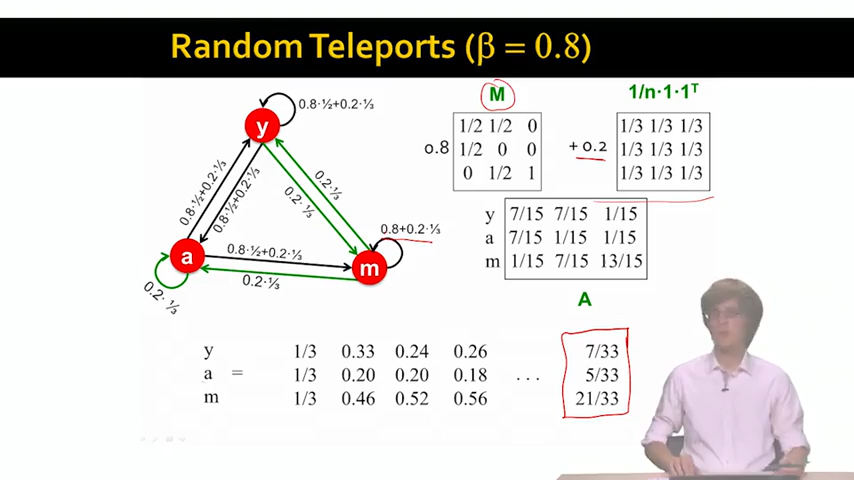 Random Teleports (β = 0.8)
M
1/n·1·1ᵀ
0.8·½+0.2·⅓
y
0.8
1/2 1/2 0
1/2 0 0
0 1/2 1
+ 0.2
1/3 1/3 1/3
1/3 1/3 1/3
1/3 1/3 1/3
0.8·½+0.2·⅓
0.8·½+0.2·⅓
0.2·⅓
0.2·⅓
y 7/15 7/15 1/15
a 7/15 1/15 1/15
m 1/15 7/15 13/15
0.8+0.2·⅓
a
0.8·½+0.2·⅓
m
0.2·⅓
0.2·⅓
A
y 1/3 0.33 0.24 0.26 7/33
a = 1/3 0.20 0.20 0.18 ... 5/33
m 1/3 0.46 0.52 0.56 21/33